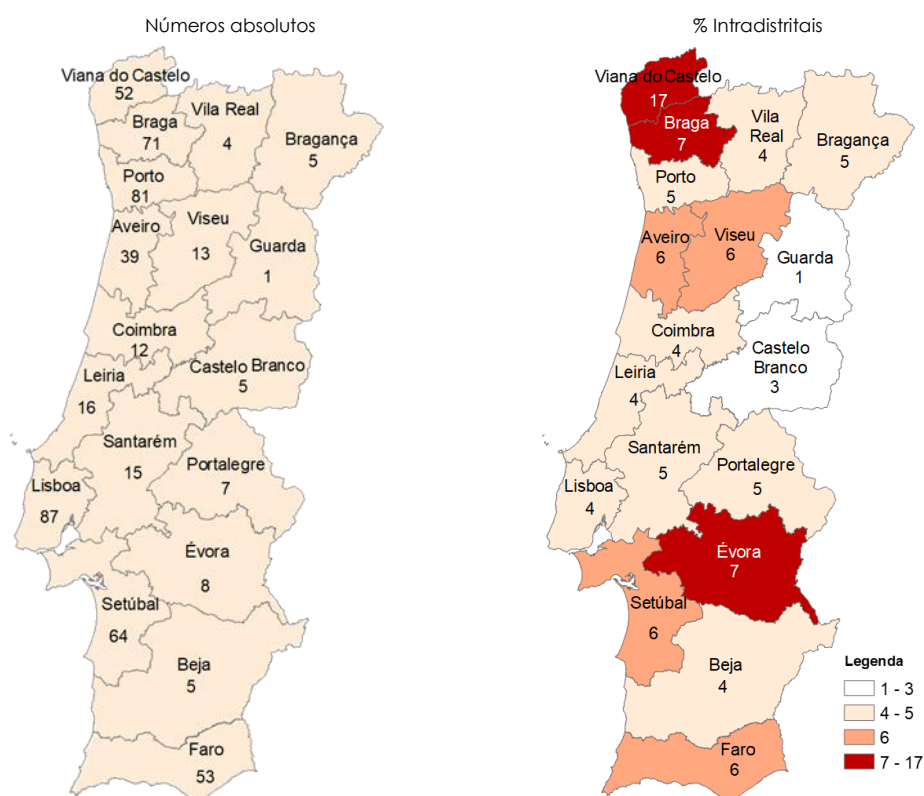 Números absolutos
Viana do Castelo
52
Braga
71
Vila Real
4
Bragança
5
Porto
81
Aveiro
39
Viseu
13
Guarda
1
Coimbra
12
Castelo Branco
5
Leiria
16
Santarém
15
Portalegre
7
Lisboa
87
Évora
8
Setúbal
64
Beja
5
Faro
53
% Intradistritais
Viana do Castelo
17
Braga
7
Vila
Real
4
Bragança
5
Porto
5
Aveiro
6
Viseu
6
Guarda
1
Coimbra
4
Castelo
Branco
3
Leiria
4
Santarém
5
Portalegre
5
Lisboa
4
Évora
7
Setúbal
6
Beja
4
Faro
6
Legenda
1 - 3
4 - 5
6
7 - 17